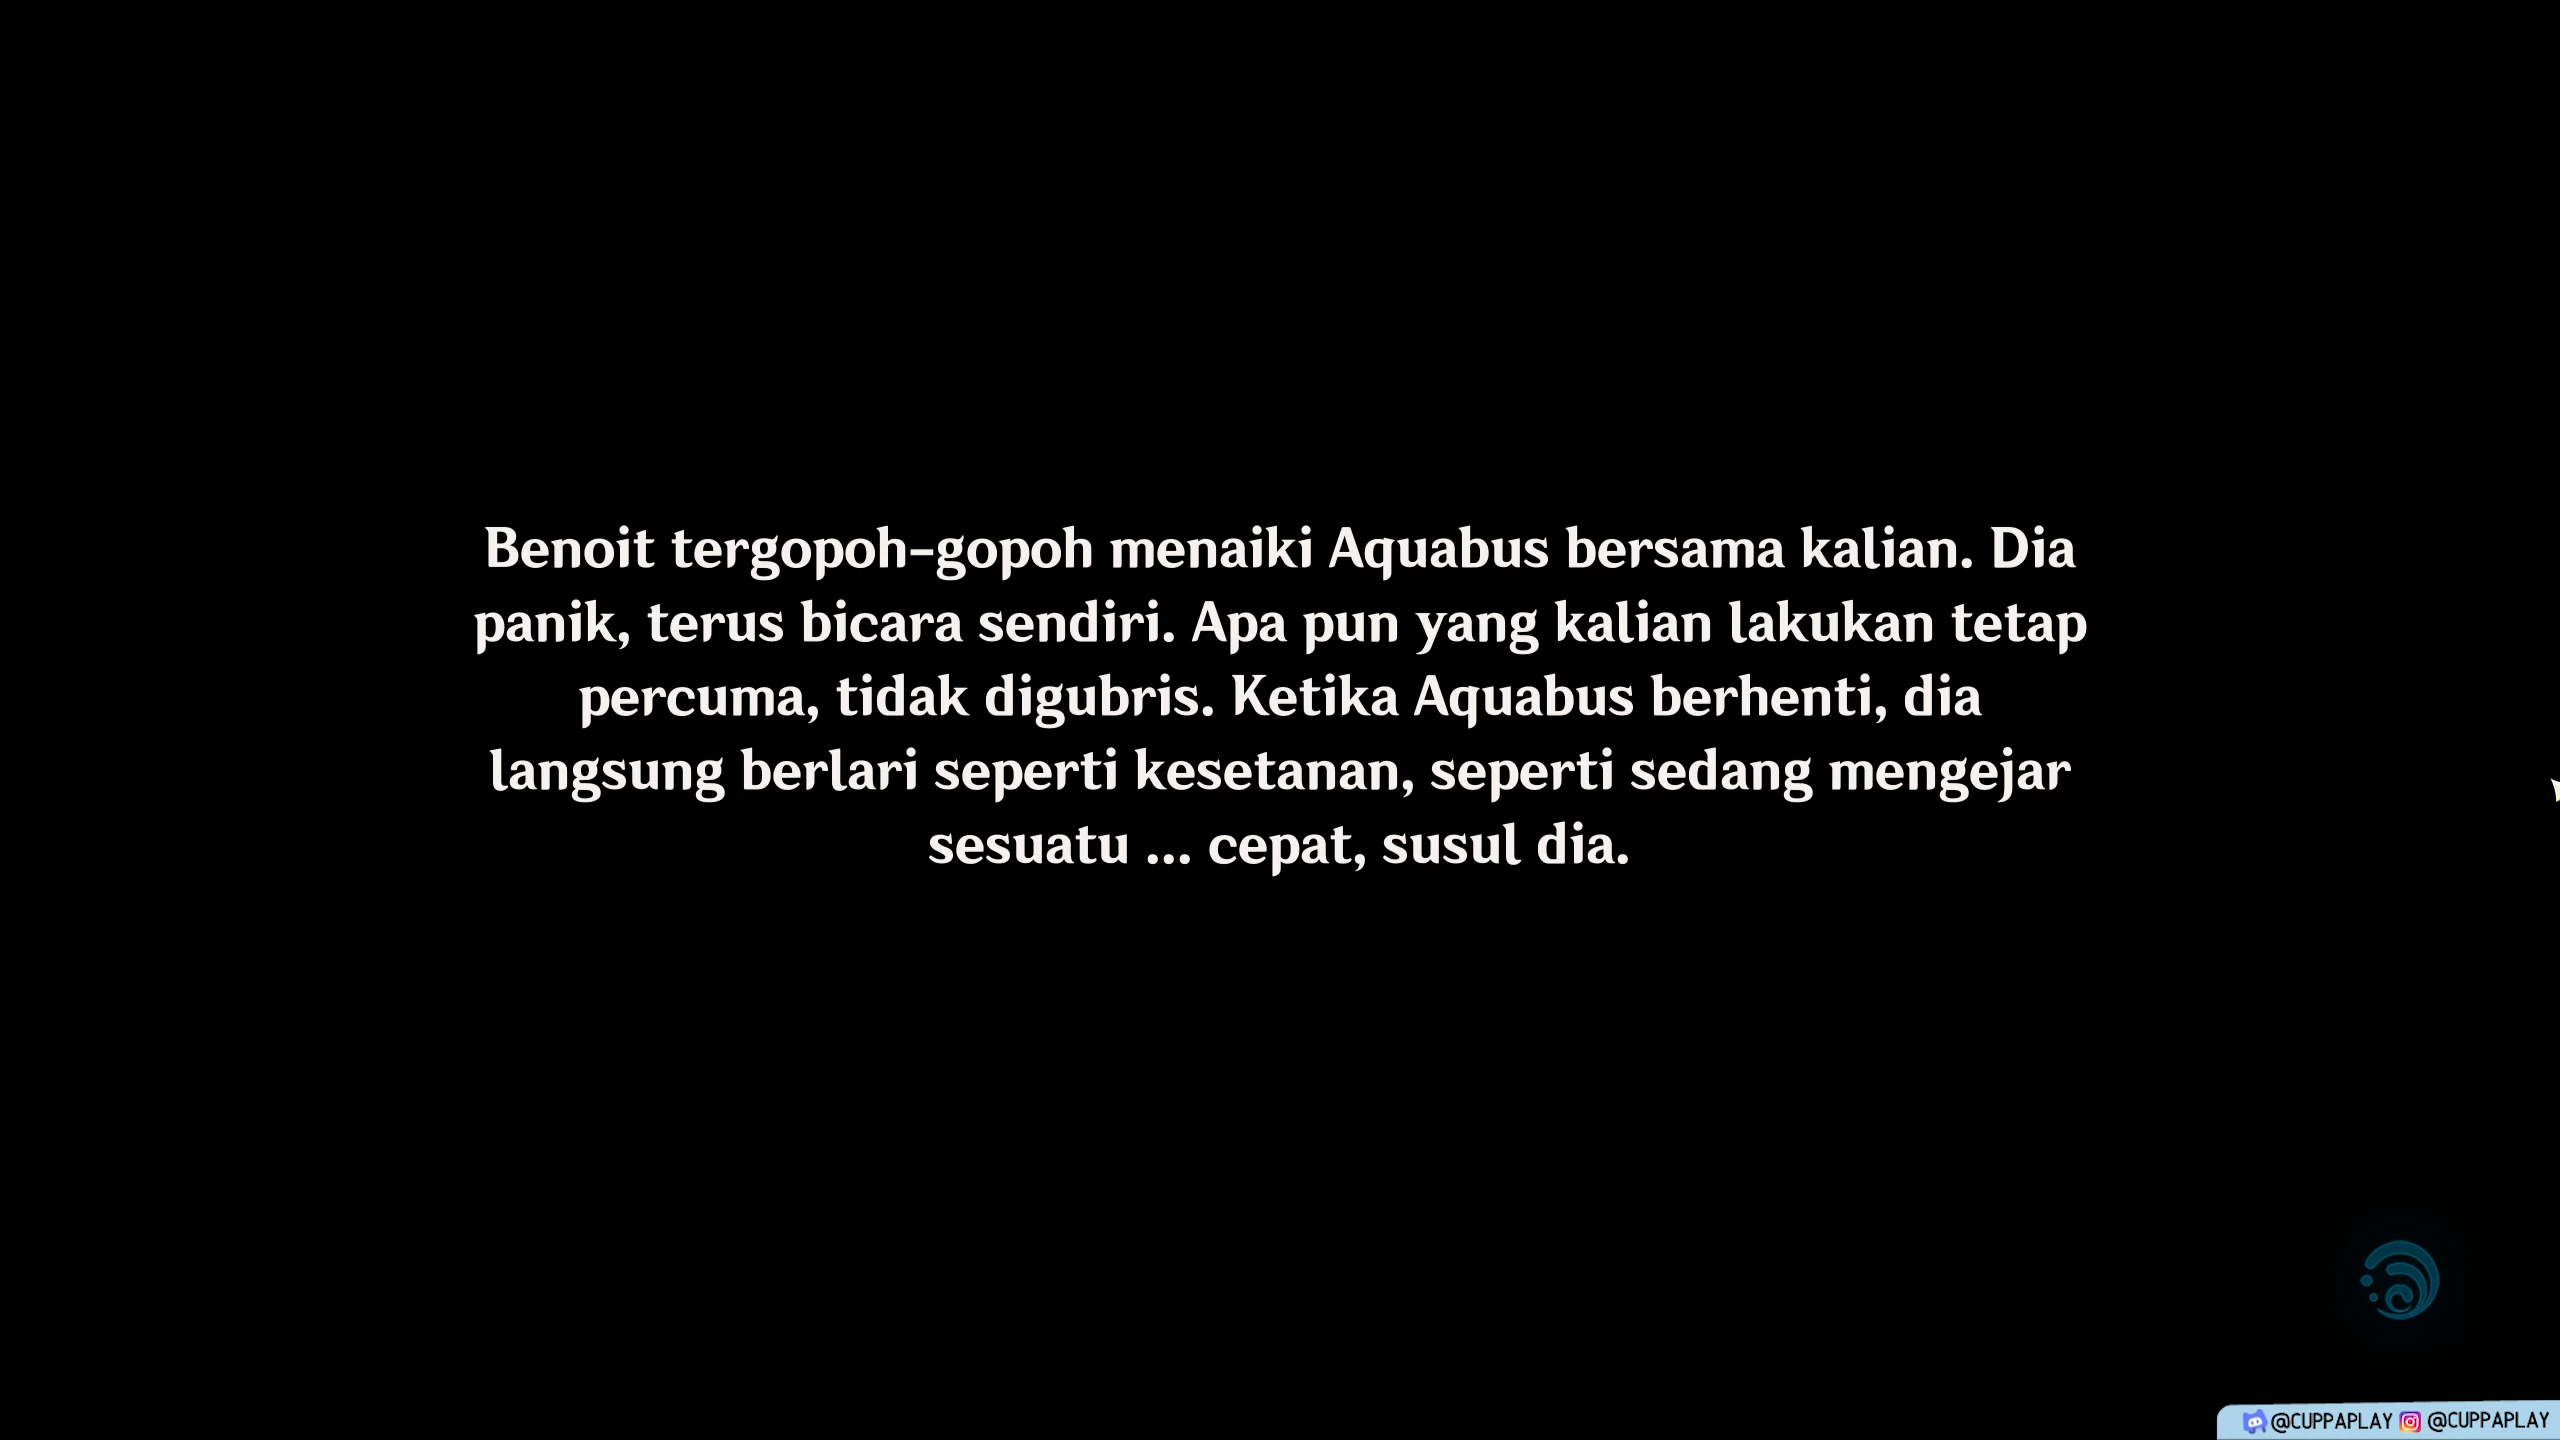 Benoit tergopoh-gopoh menaiki Aquabus bersama kalian. Dia
panik, terus bicara sendiri. Apa pun yang kalian lakukan tetap
percuma, tidak digubris. Ketika Aquabus berhenti, dia
langsung berlari seperti kesetanan, seperti sedang mengejar
sesuatu ... cepat, susul dia.
@CUPPAPLAY @CUPPAPLAY